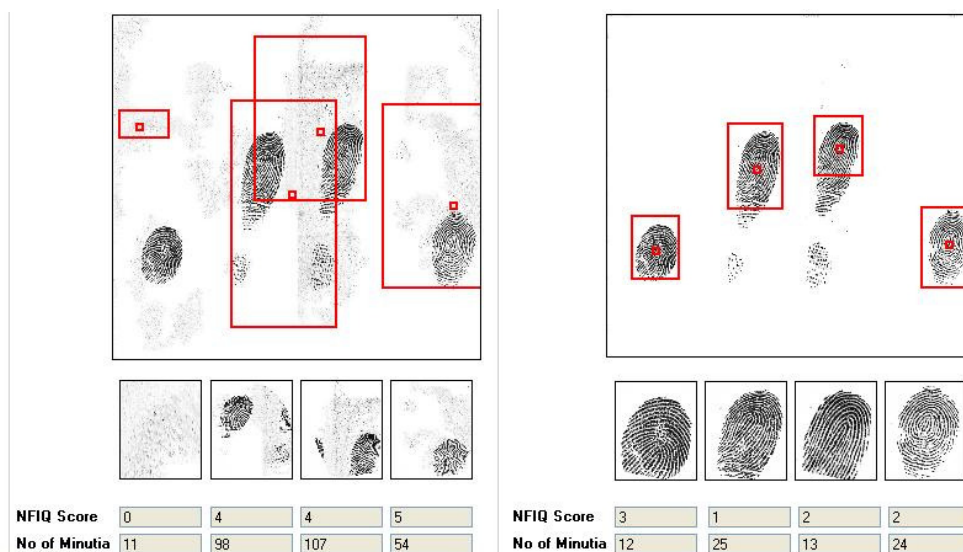 NFIQ Score 0 4 4 5
No of Minutia 11 98 107 54
NFIQ Score 3 1 2 2
No of Minutia 12 25 13 24